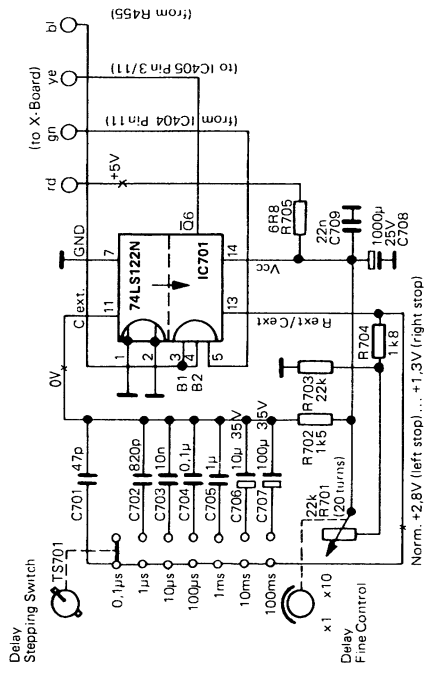 Delay
Stepping Switch
TS701
0,1µs
1µs
10µs
100µs
1ms
10ms
100ms
C701
47p
C702
820p
C703
10n
C704
0,1µ
C705
1µ
C706
10µ 35V
C707
100µ 35V
0V
C ext.
GND
11
7
1
2
3
4
5
B1
B2
74LS122N
IC701
IQ6
13
14
Rext/Cext
Vcc
+5V
(to X-Board)
rd
gn
ye
bl
(from R455)
(to IC405 Pin 3/11)
(from IC404 Pin 11)
6R8
R705
22n
C709
1000µ
25V
C708
R704
1k8
R703
22k
R702
1k5
22k
R701
(20 turns)
x1
x10
Delay
Fine Control
Norm. +2,8V (left stop) ... +1,3V (right stop)